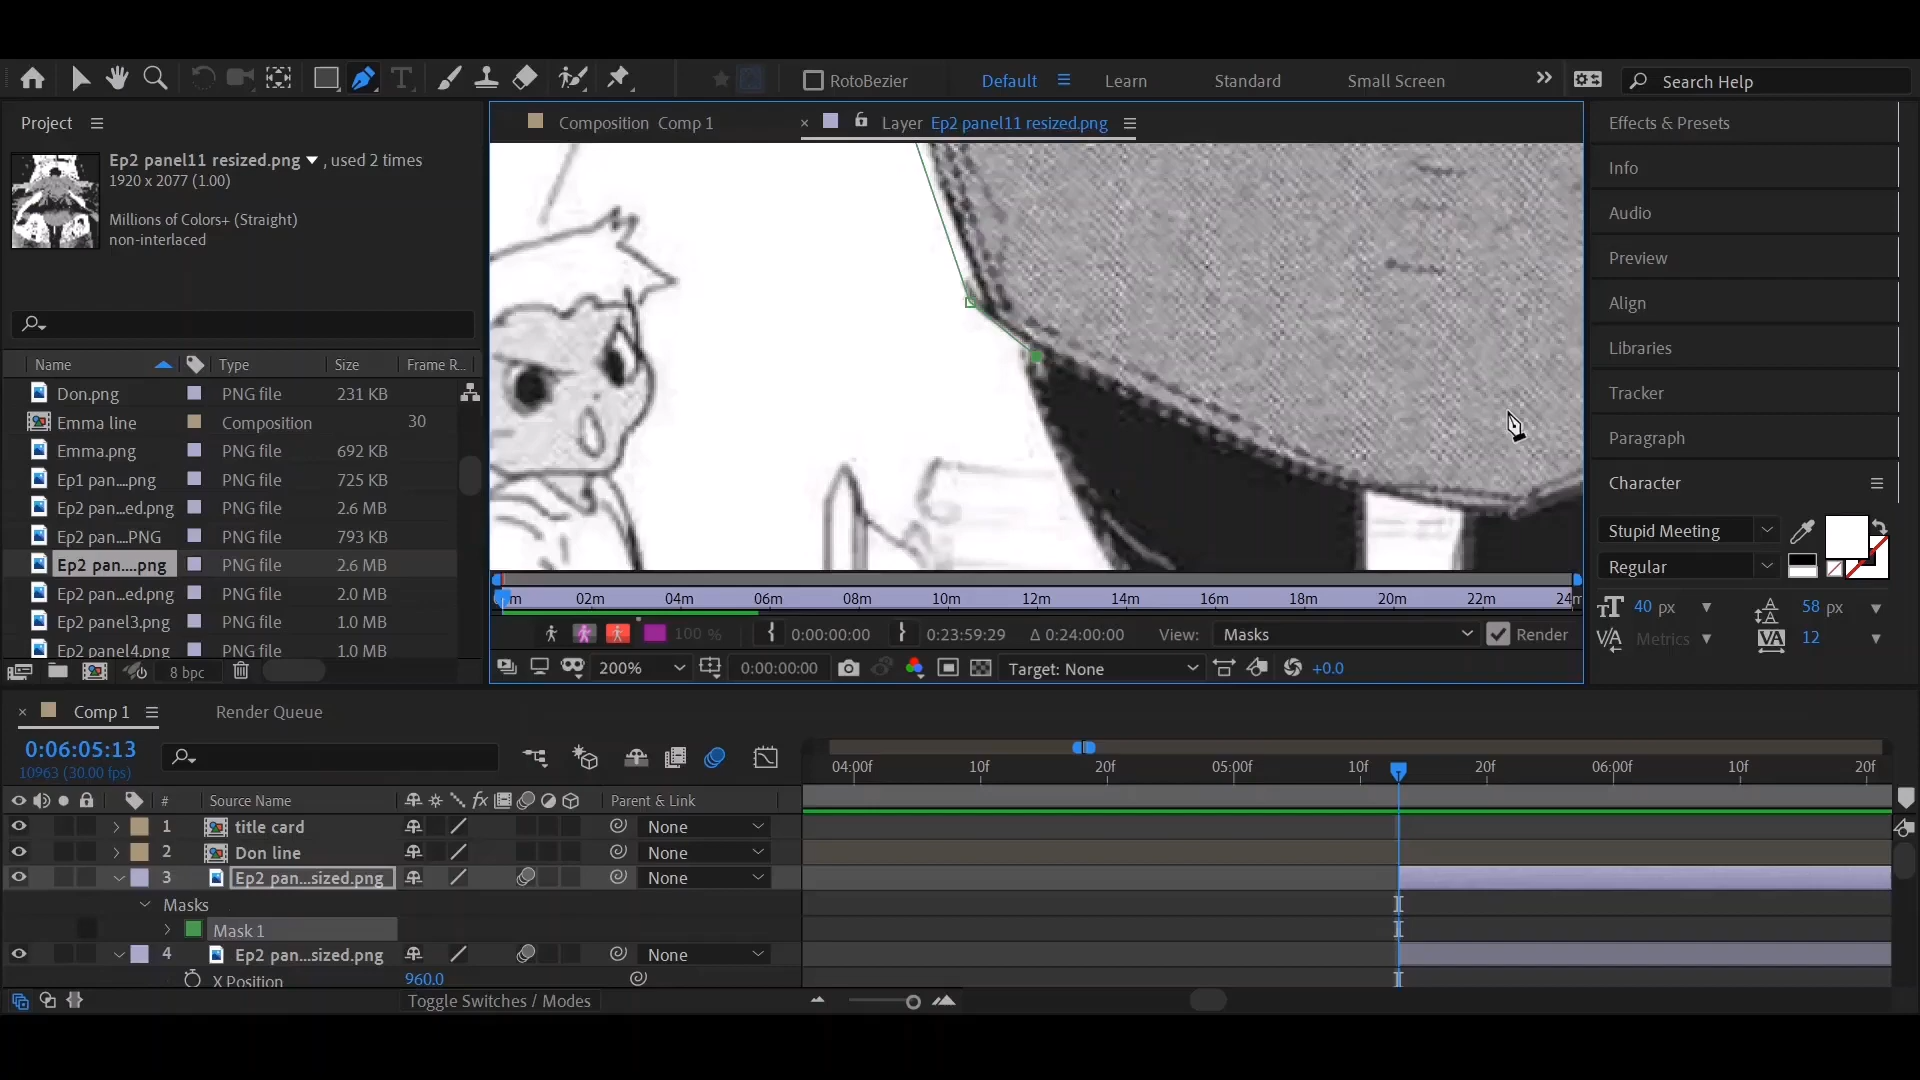 RotoBezier
Default
Learn
Standard
Small Screen
Search Help
Project
Ep2 panel11 resized.png , used 2 times
1920 x 2077 (1.00)
Millions of Colors+ (Straight)
non-interlaced
Name Type Size Frame R...
Don.png PNG file 231 KB
Emma line Composition 30
Emma.png PNG file 692 KB
Ep1 pan....png PNG file 725 KB
Ep2 pan...ed.png PNG file 2.6 MB
Ep2 pan....PNG PNG file 793 KB
Ep2 pan....png PNG file 2.6 MB
Ep2 pan...ed.png PNG file 2.0 MB
Ep2 panel3.png PNG file 1.0 MB
Ep2 panel4.png PNG file 1.0 MB
8 bpc
Composition Comp 1
Layer Ep2 panel11 resized.png
02m 04m 06m 08m 10m 12m 14m 16m 18m 20m 22m
100 % 0:00:00:00 0:23:59:29 Δ 0:24:00:00 View: Masks Render
200% 0:00:00:00 Target: None +0.0
Effects & Presets
Info
Audio
Preview
Align
Libraries
Tracker
Paragraph
Character
Stupid Meeting
Regular
40 px 58 px
Metrics 12
Comp 1 Render Queue
0:06:05:13
10963 (30.00 fps)
04:00f 10f 20f 05:00f 10f 20f 06:00f 10f 20f
# Source Name fx Parent & Link
1 title card None
2 Don line None
3 Ep2 pan...sized.png None
Masks
Mask 1
4 Ep2 pan...sized.png None
X Position 960.0
Toggle Switches / Modes